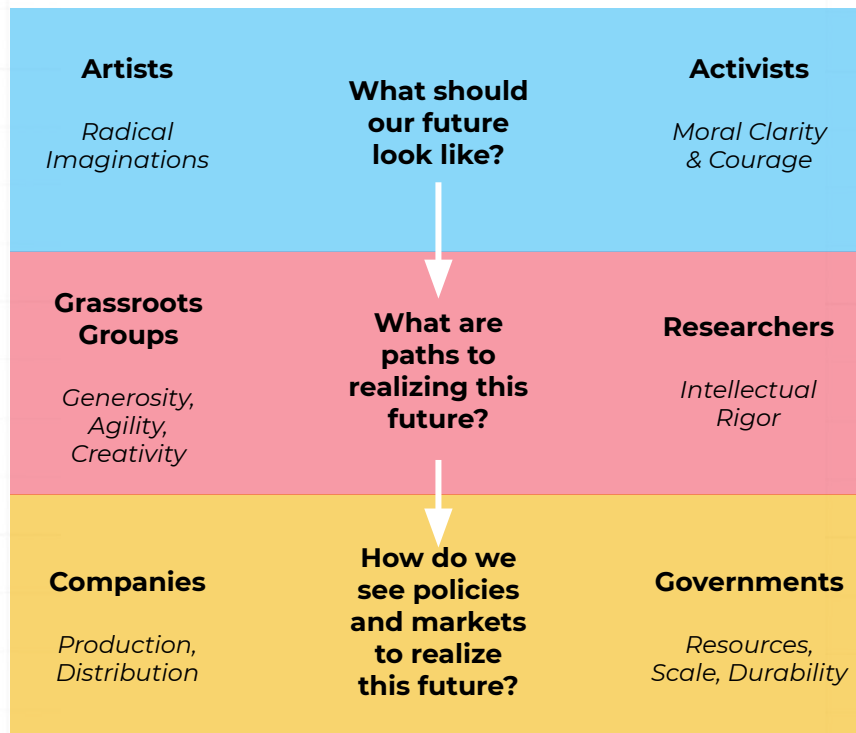 Artists
Radical
Imaginations
What should
our future
look like?
Activists
Moral Clarity
& Courage
Grassroots
Groups
Generosity,
Agility,
Creativity
What are
paths to
realizing this
future?
Researchers
Intellectual
Rigor
Companies
Production,
Distribution
How do we
see policies
and markets
to realize
this future?
Governments
Resources,
Scale, Durability